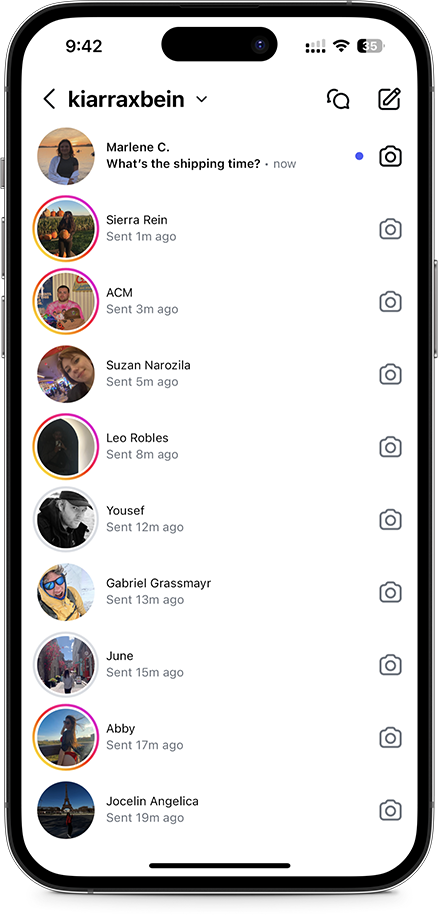 9:42
35
kiarraxbein
Marlene C.
What's the shipping time? · now
Sierra Rein
Sent 1m ago
ACM
Sent 3m ago
Suzan Narozila
Sent 5m ago
Leo Robles
Sent 8m ago
Yousef
Sent 12m ago
Gabriel Grassmayr
Sent 13m ago
June
Sent 15m ago
Abby
Sent 17m ago
Jocelin Angelica
Sent 19m ago